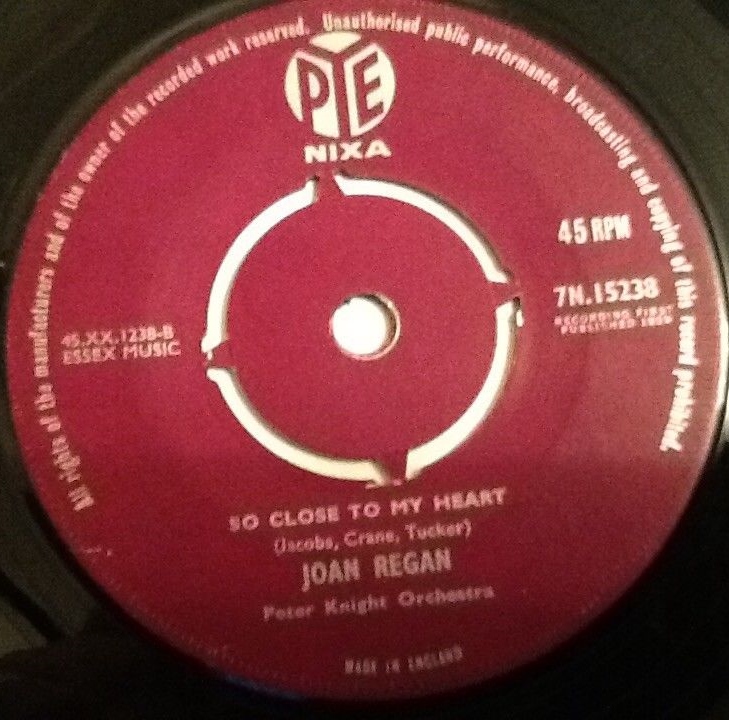 All rights of the manufacturers and of the owner of the recorded work reserved. Unauthorised public performance, broadcasting and copying of this record prohibited.
PYE
NIXA
45 RPM
7N.15238
RECORDING FIRST
PUBLISHED
45.XX.1238-B
ESSEX MUSIC
SO CLOSE TO MY HEART
(Jacobs, Crane, Tucker)
JOAN REGAN
Peter Knight Orchestra
MADE IN ENGLAND